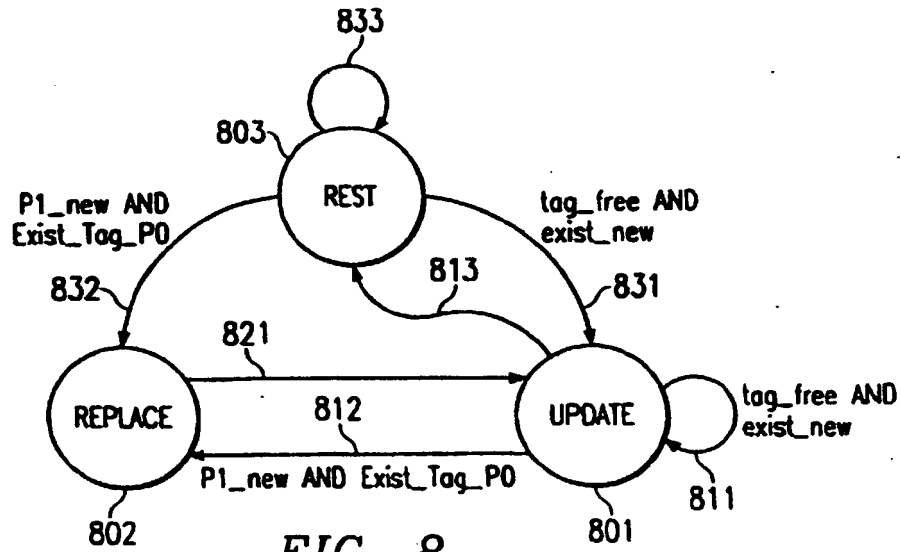 833
803
REST
P1_new AND
Exist_Tag_P0
tag_free AND
exist_new
813
832
831
821
REPLACE
812
UPDATE
tag_free AND
exist_new
P1_new AND Exist_Tag_P0
811
802
801
FIG. 8